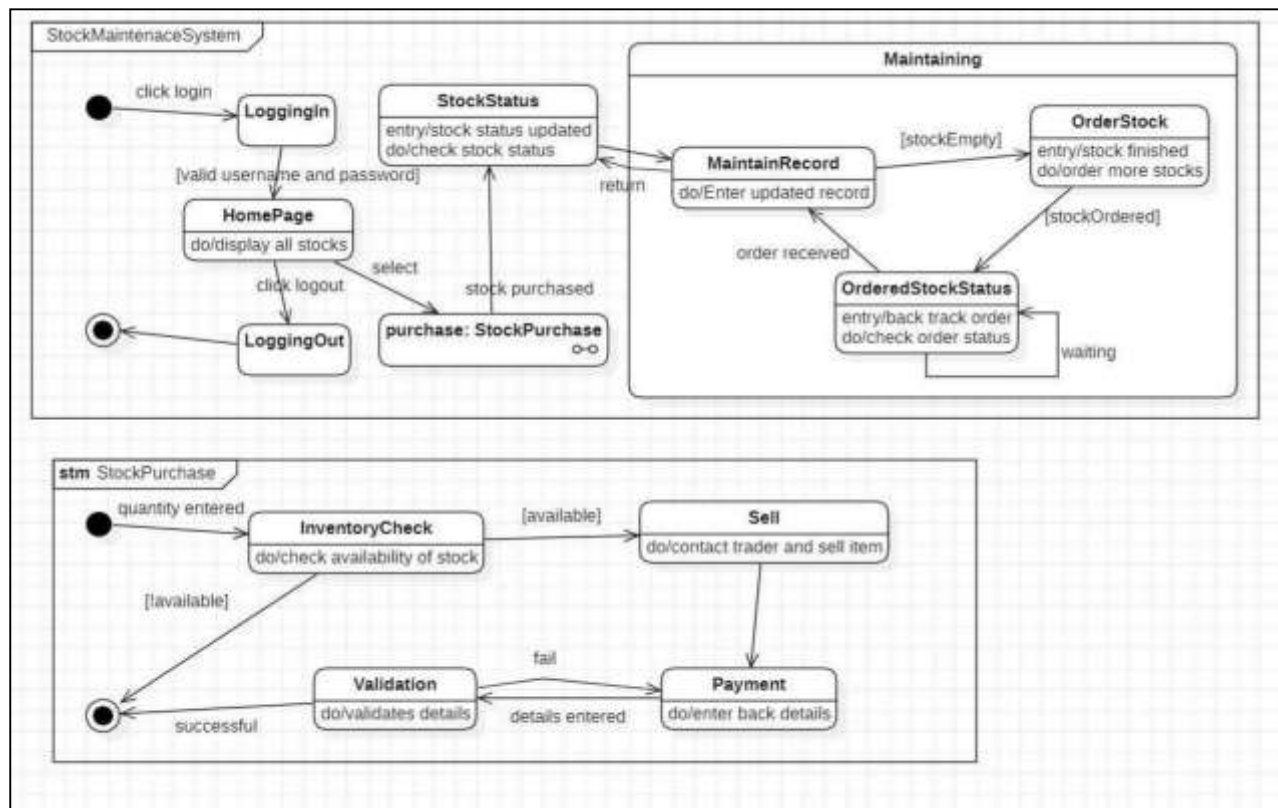 StockMaintenaceSystem
Maintaining
click login
LoggingIn
StockStatus
entry/stock status updated
do/check stock status
OrderStock
entry/stock finished
do/order more stocks
[stockEmpty]
MaintainRecord
do/Enter updated record
return
[valid username and password]
HomePage
do/display all stocks
[stockOrdered]
order received
select
click logout
stock purchased
OrderedStockStatus
entry/back track order
do/check order status
waiting
LoggingOut
purchase: StockPurchase
stm StockPurchase
quantity entered
InventoryCheck
do/check availability of stock
[available]
Sell
do/contact trader and sell item
[!available]
fail
Validation
do/validates details
Payment
do/enter back details
details entered
successful